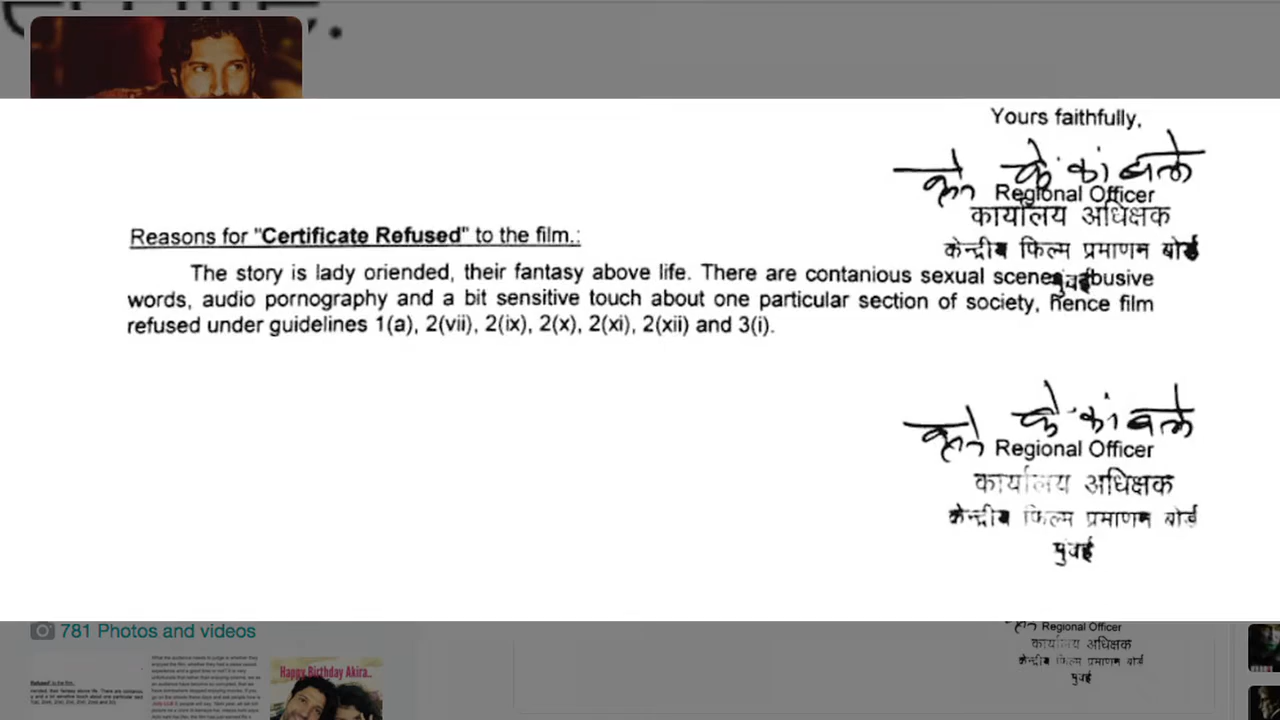 Yours faithfully,
के के कांबले
Regional Officer
कार्यालय अधिक्षक
केन्द्रीय फिल्म प्रमाणन बोर्ड
मुंबई
Reasons for "Certificate Refused" to the film.:
The story is lady oriended, their fantasy above life. There are contanious sexual scenes, abusive
words, audio pornography and a bit sensitive touch about one particular section of society, hence film
refused under guidelines 1(a), 2(vii), 2(ix), 2(x), 2(xi), 2(xii) and 3(i).
के के कांबले
Regional Officer
कार्यालय अधिक्षक
केन्द्रीय फिल्म प्रमाणन बोर्ड
मुंबई
781 Photos and videos
Happy Birthday Akira..
Regional Officer
कार्यालय अधिक्षक
केन्द्रीय फिल्म प्रमाणन बोर्ड
मुंबई